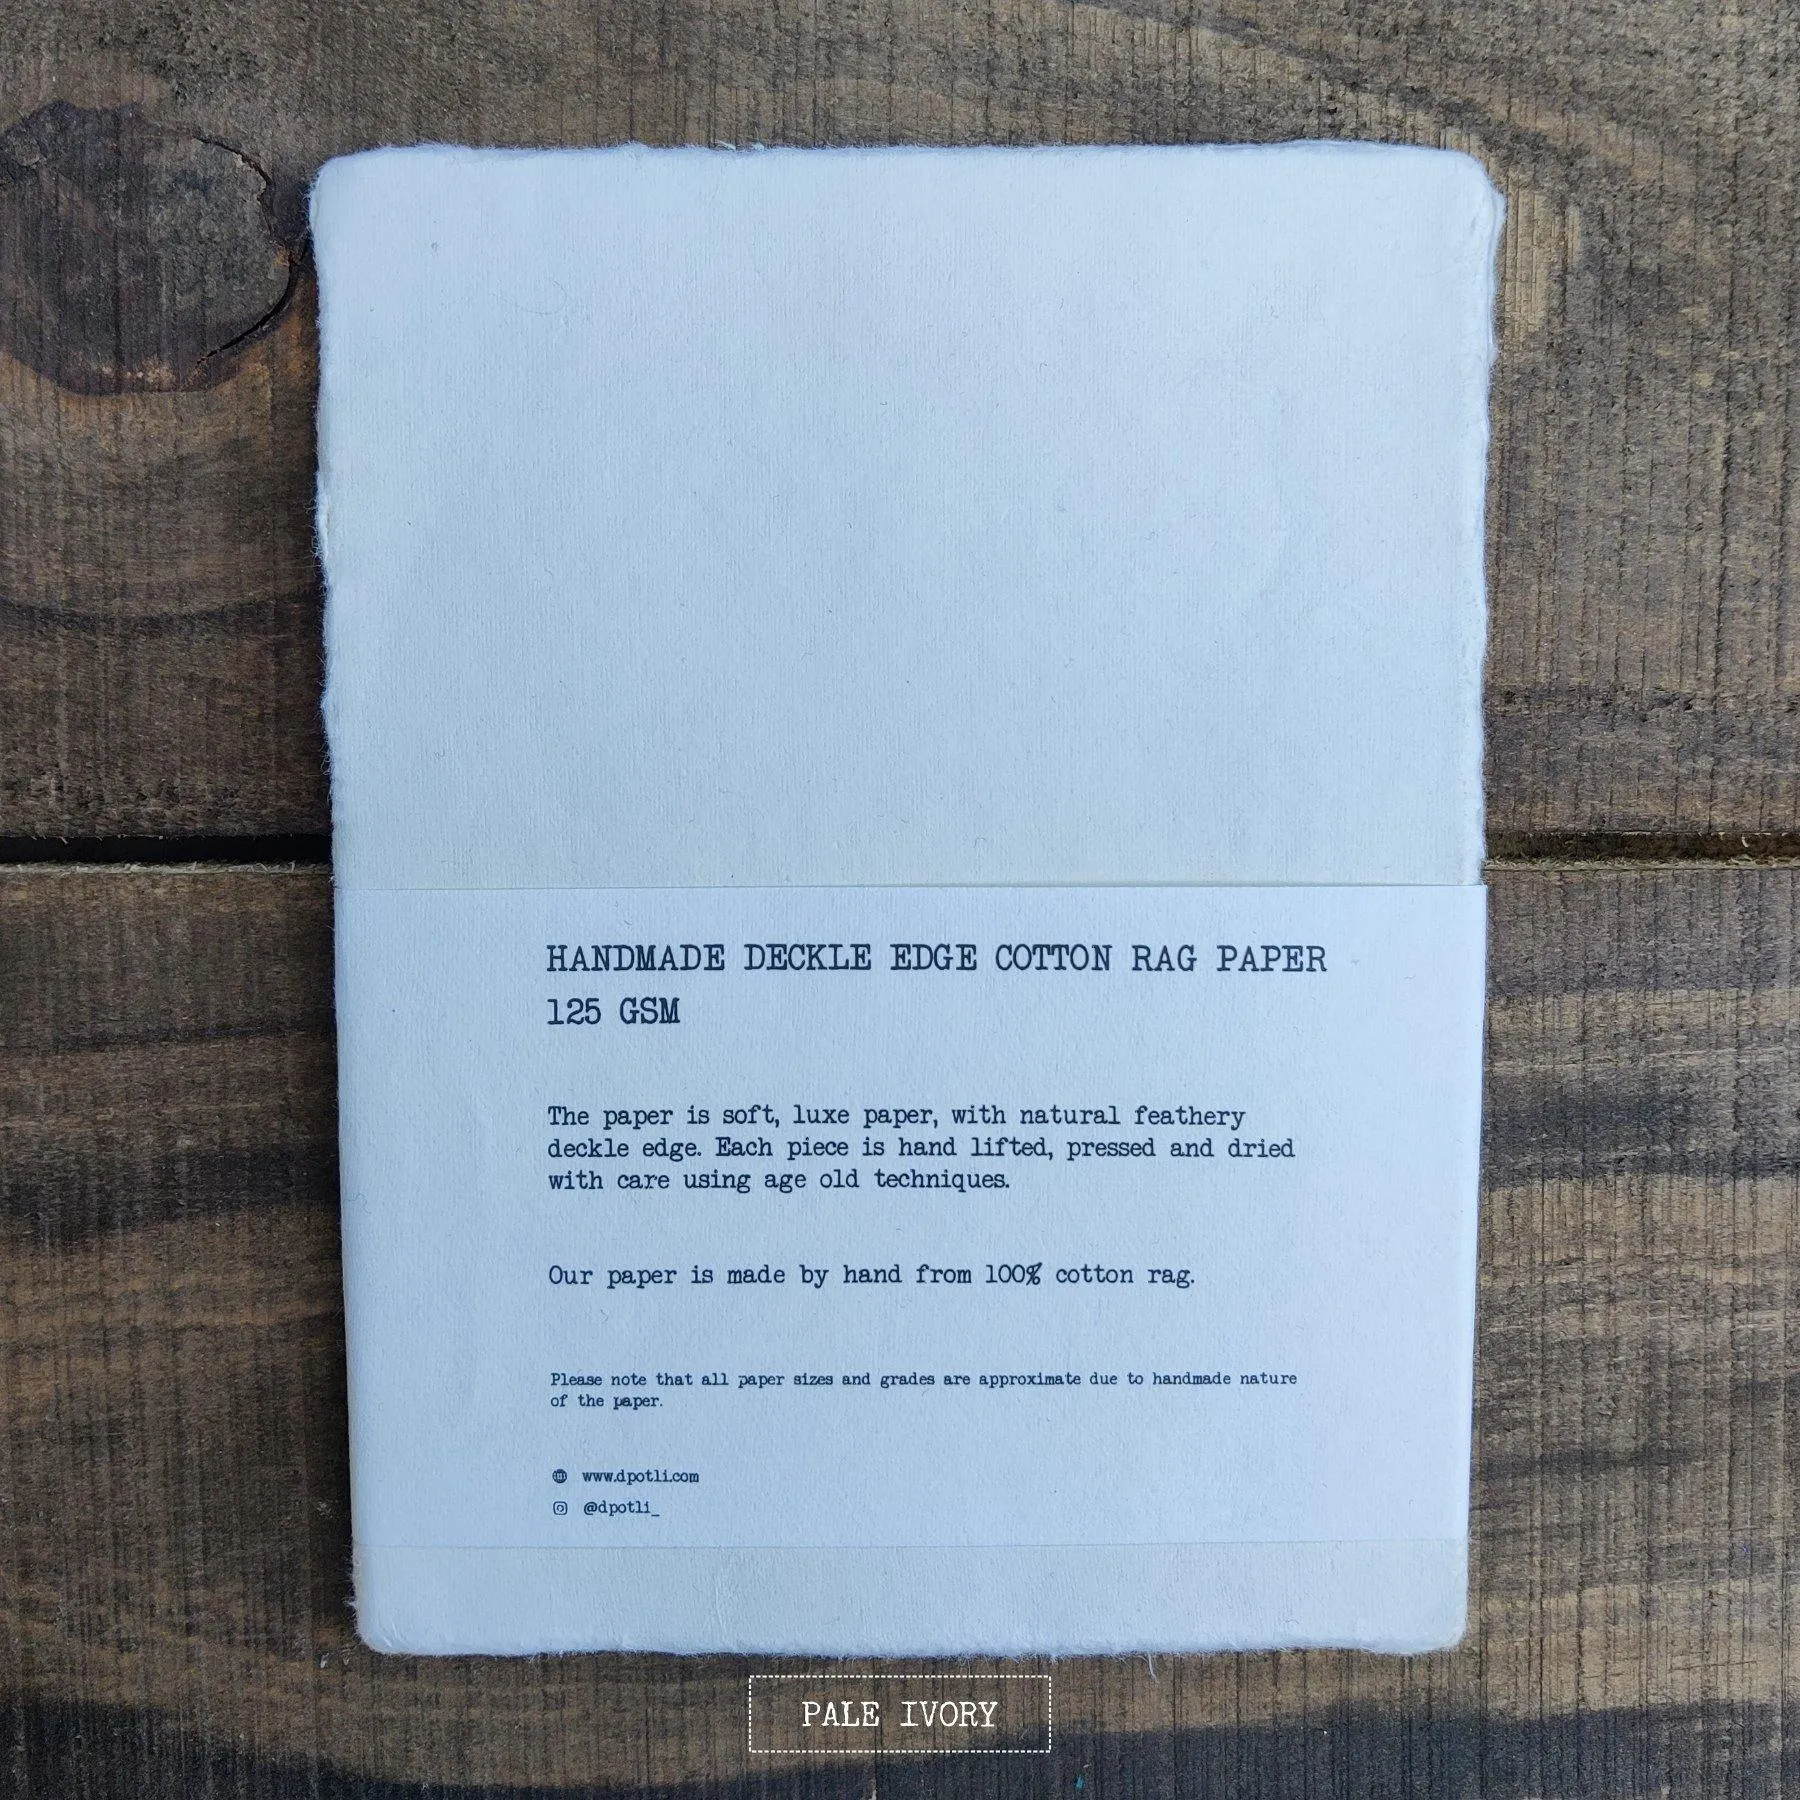 HANDMADE DECKLE EDGE COTTON RAG PAPER
125 GSM
The paper is soft, luxe paper, with natural feathery
deckle edge. Each piece is hand lifted, pressed and dried
with care using age old techniques.
Our paper is made by hand from 100% cotton rag.
Please note that all paper sizes and grades are approximate due to handmade nature
of the paper.
www.dpotli.com
@dpotli_
PALE IVORY